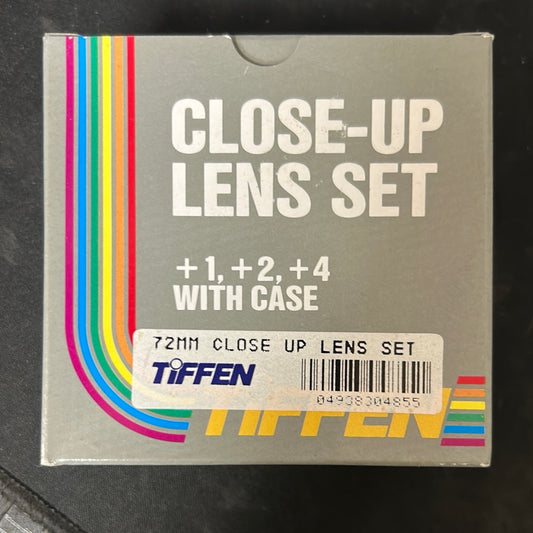 CLOSE-UP
LENS SET
+1, +2, +4
WITH CASE
72MM CLOSE UP LENS SET
TIFFEN
04938304855
TIFFEN